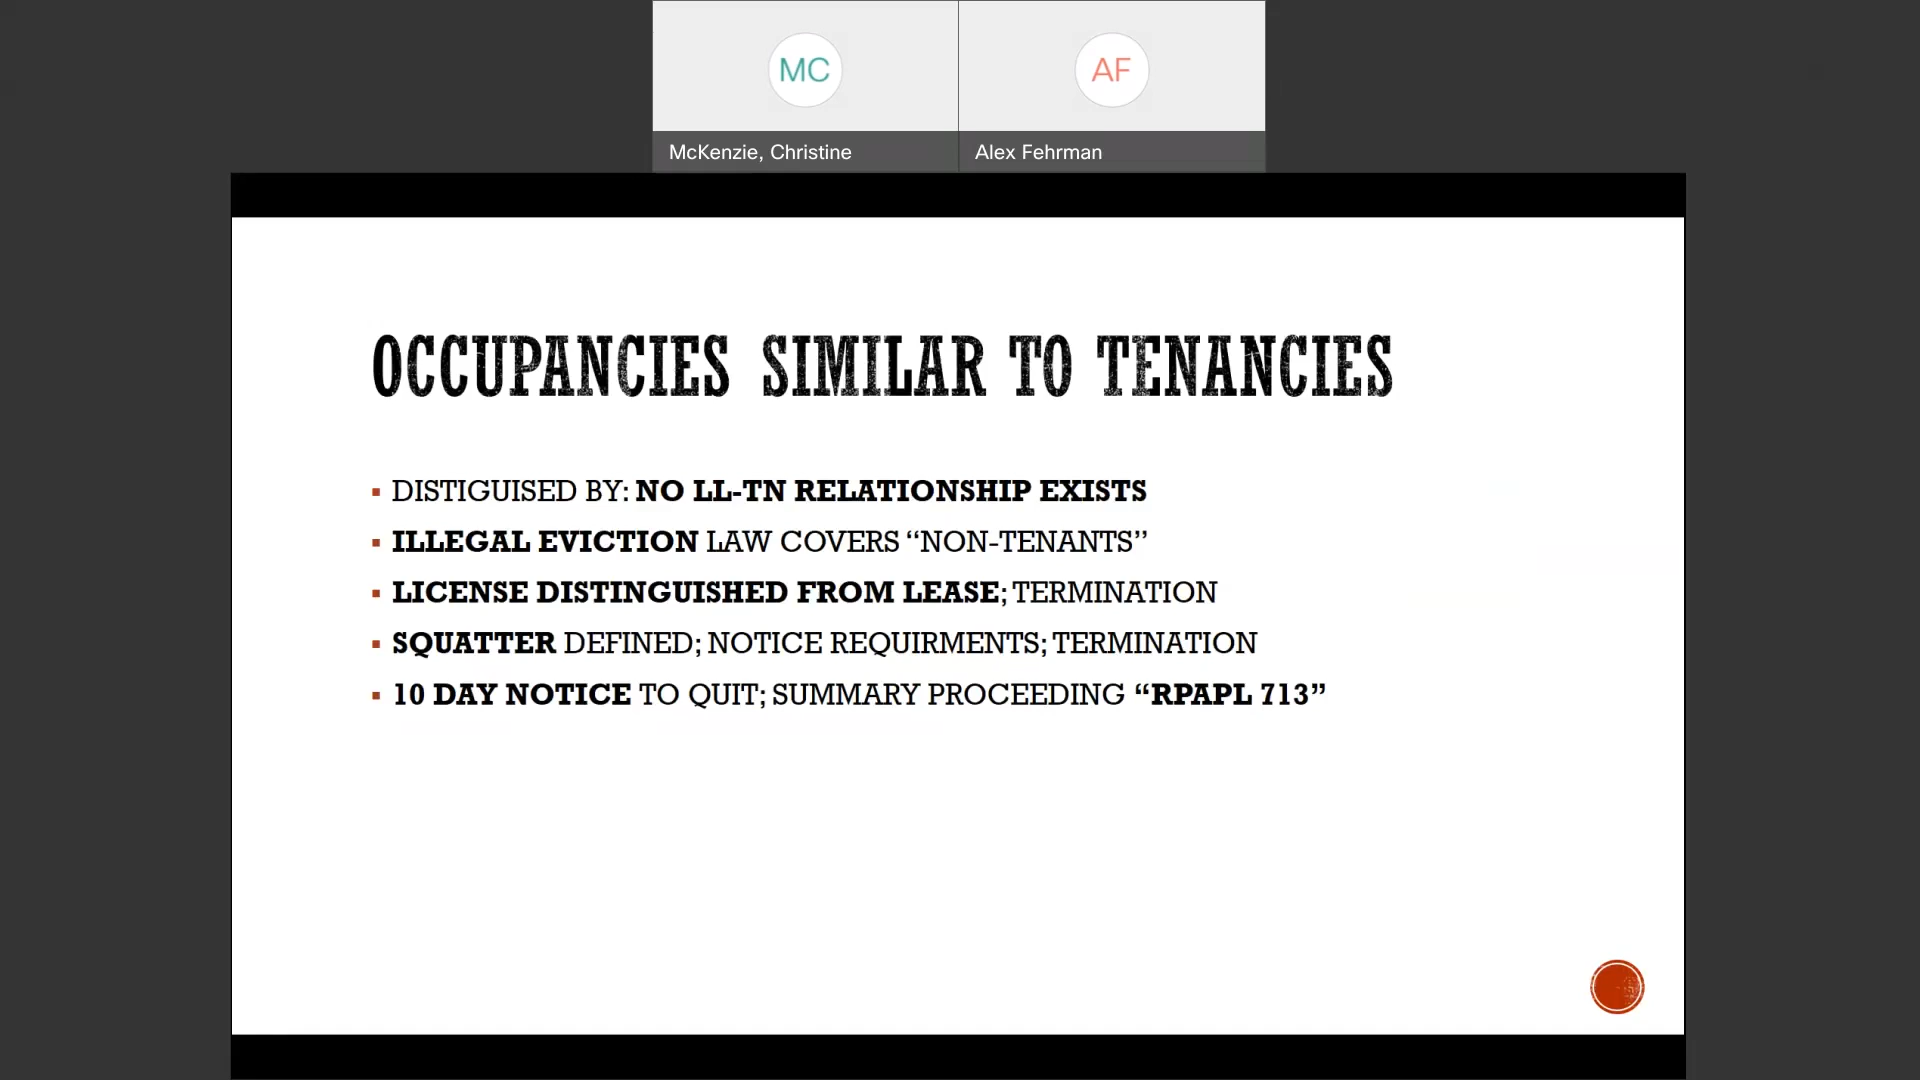 MC
AF
McKenzie, Christine
Alex Fehrman
OCCUPANCIES SIMILAR TO TENANCIES
▪ DISTIGUISED BY: NO LL-TN RELATIONSHIP EXISTS
▪ ILLEGAL EVICTION LAW COVERS “NON-TENANTS”
▪ LICENSE DISTINGUISHED FROM LEASE; TERMINATION
▪ SQUATTER DEFINED; NOTICE REQUIRMENTS; TERMINATION
▪ 10 DAY NOTICE TO QUIT; SUMMARY PROCEEDING “RPAPL 713”